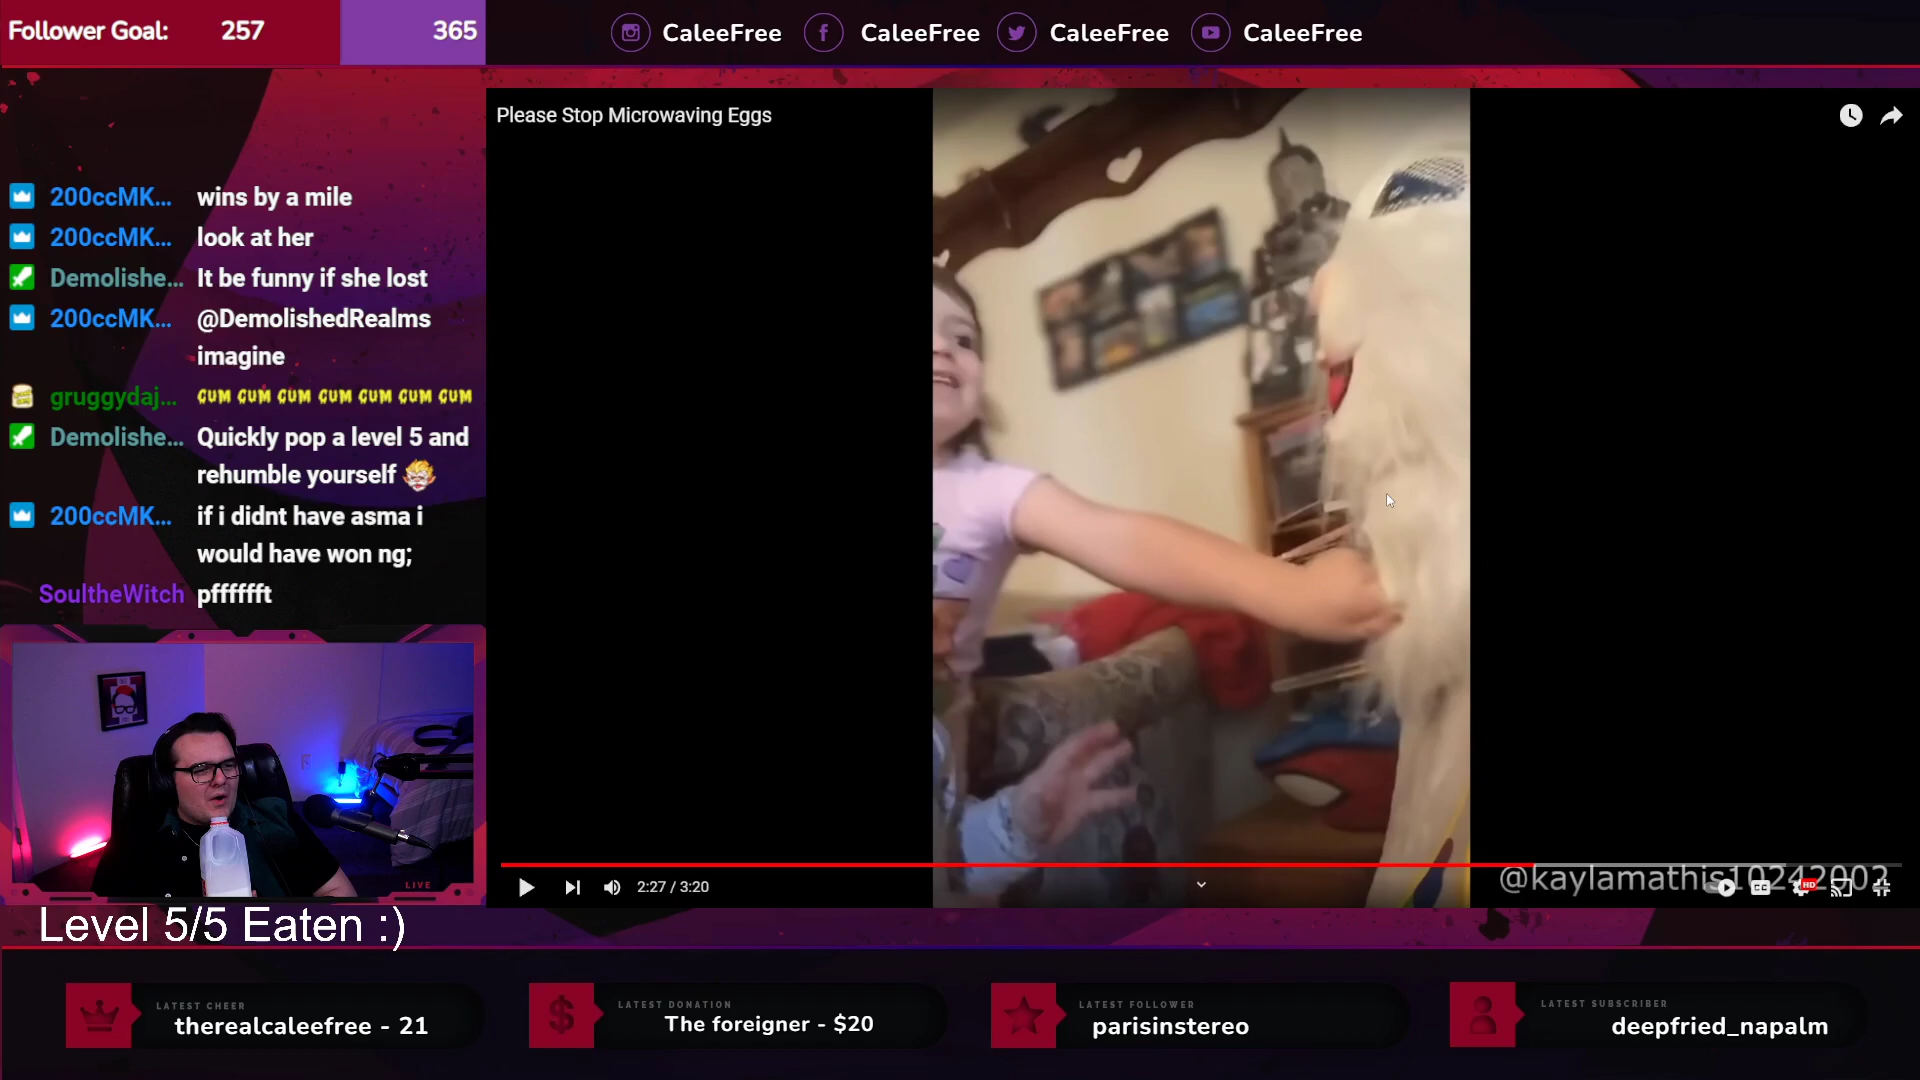 Follower Goal: 257 365
CaleeFree CaleeFree CaleeFree CaleeFree
Please Stop Microwaving Eggs
200ccMK... wins by a mile
200ccMK... look at her
Demolishe... It be funny if she lost
200ccMK... @DemolishedRealms
imagine
gruggydaj... CUM CUM CUM CUM CUM CUM CUM
Demolishe... Quickly pop a level 5 and
rehumble yourself
200ccMK... if i didnt have asma i
would have won ng;
SoultheWitch pffffffft
LIVE
2:27 / 3:20
@kaylamathis10242002
CC HD
Level 5/5 Eaten :)
LATEST CHEER
therealcaleefree - 21
LATEST DONATION
The foreigner - $20
LATEST FOLLOWER
parisinstereo
LATEST SUBSCRIBER
deepfried_napalm